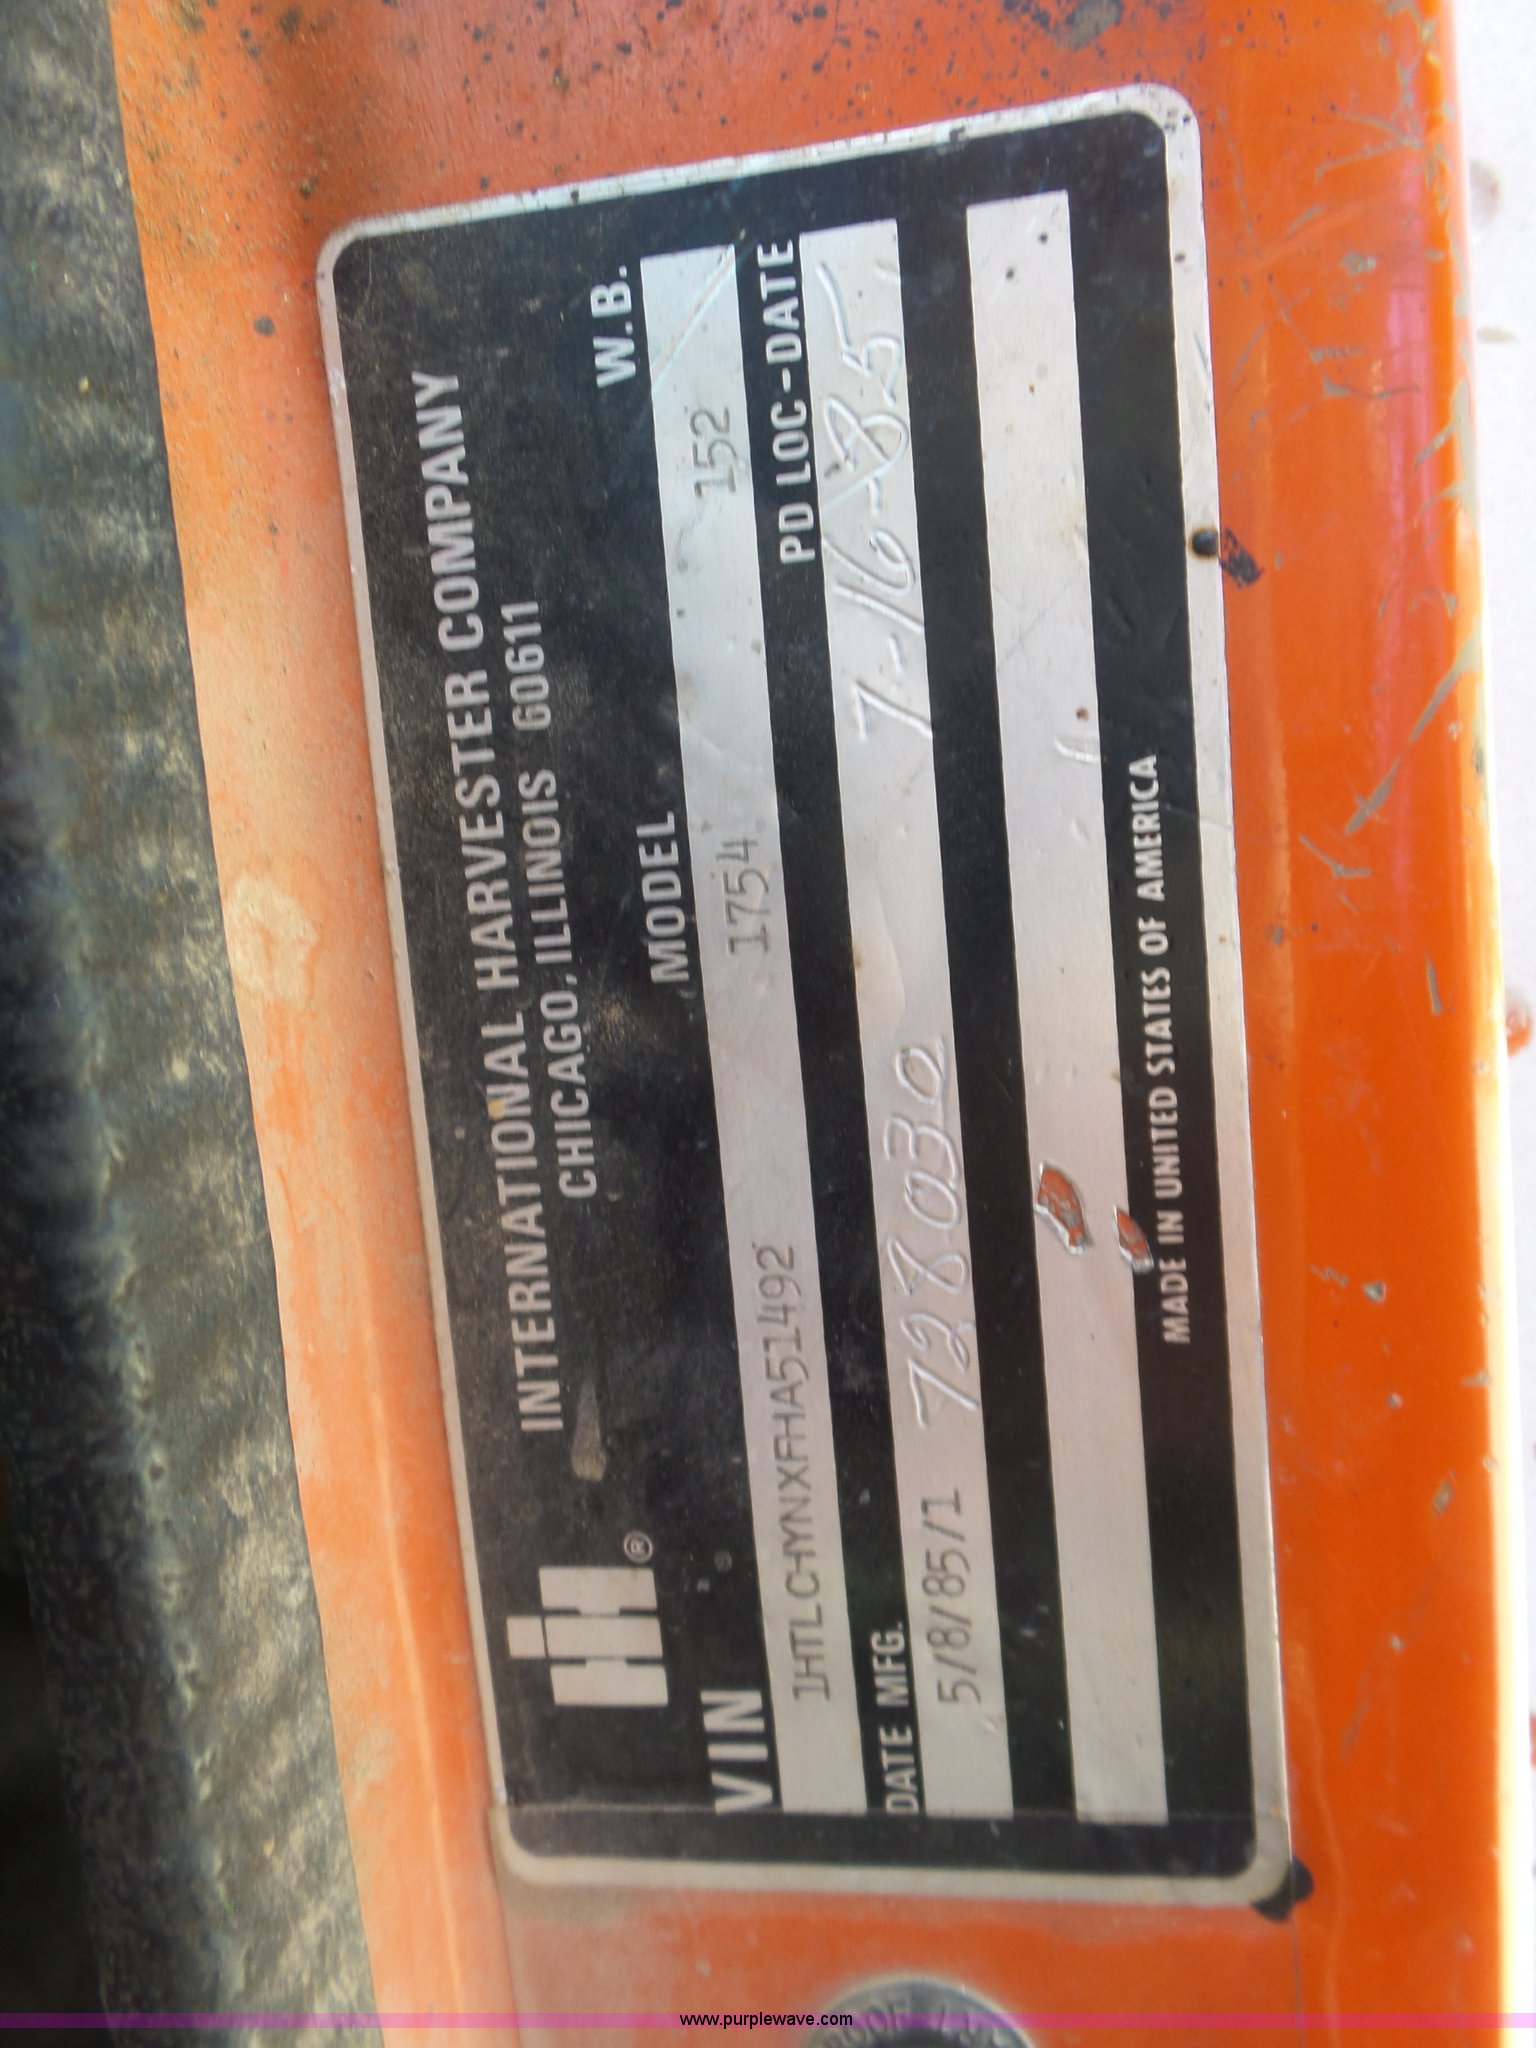 IH ®
INTERNATIONAL HARVESTER COMPANY
CHICAGO, ILLINOIS 60611
VIN MODEL W.B.
1HTLCHYNXFHA51492 1754 152
DATE MFG. PD LOC-DATE
5/8/85/1 728030 7-16-85
MADE IN UNITED STATES OF AMERICA
www.purplewave.com